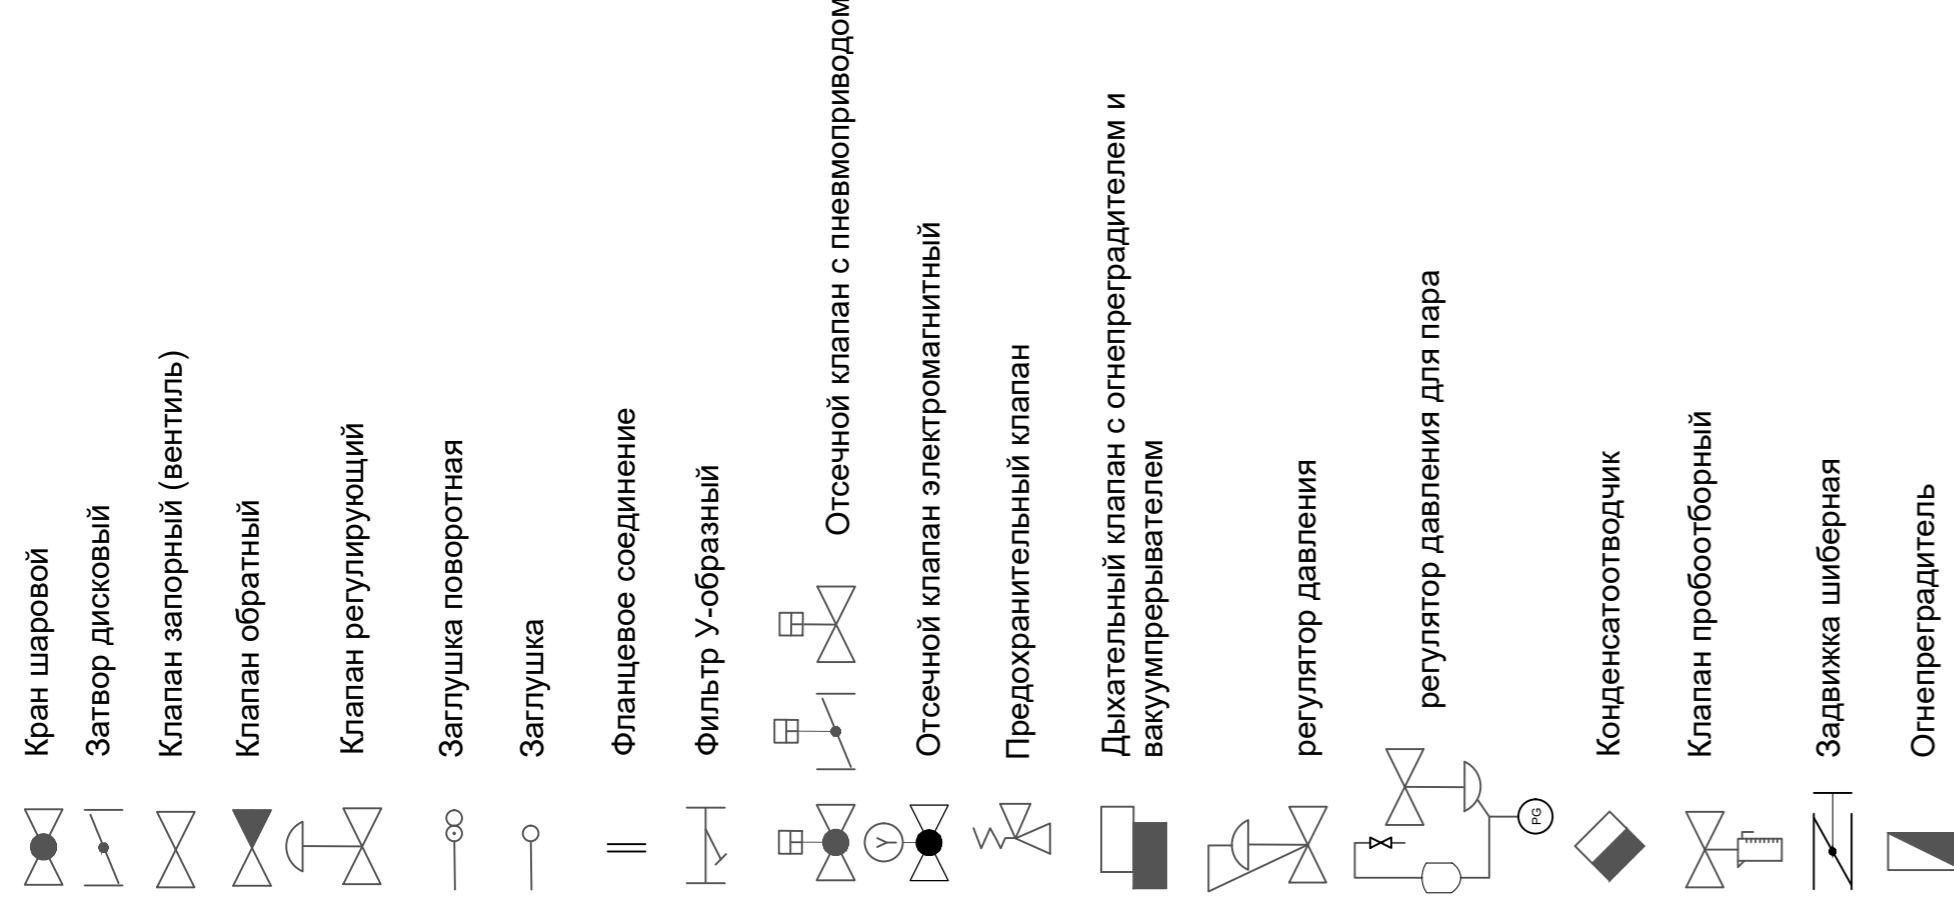 Кран шаровой
Затвор дисковый
Клапан запорный (вентиль)
Клапан обратный
Клапан регулирующий
Заглушка поворотная
Заглушка
Фланцевое соединение
Фильтр У-образный
Отсечной клапан с пневмоприводом
Y
Отсечной клапан электромагнитный
Предохранительный клапан
Дыхательный клапан с огнепреградителем и
вакуумпрерывателем
регулятор давления
регулятор давления для пара
PG
Конденсатоотводчик
Клапан пробоотборный
Задвижка шиберная
Огнепреградитель